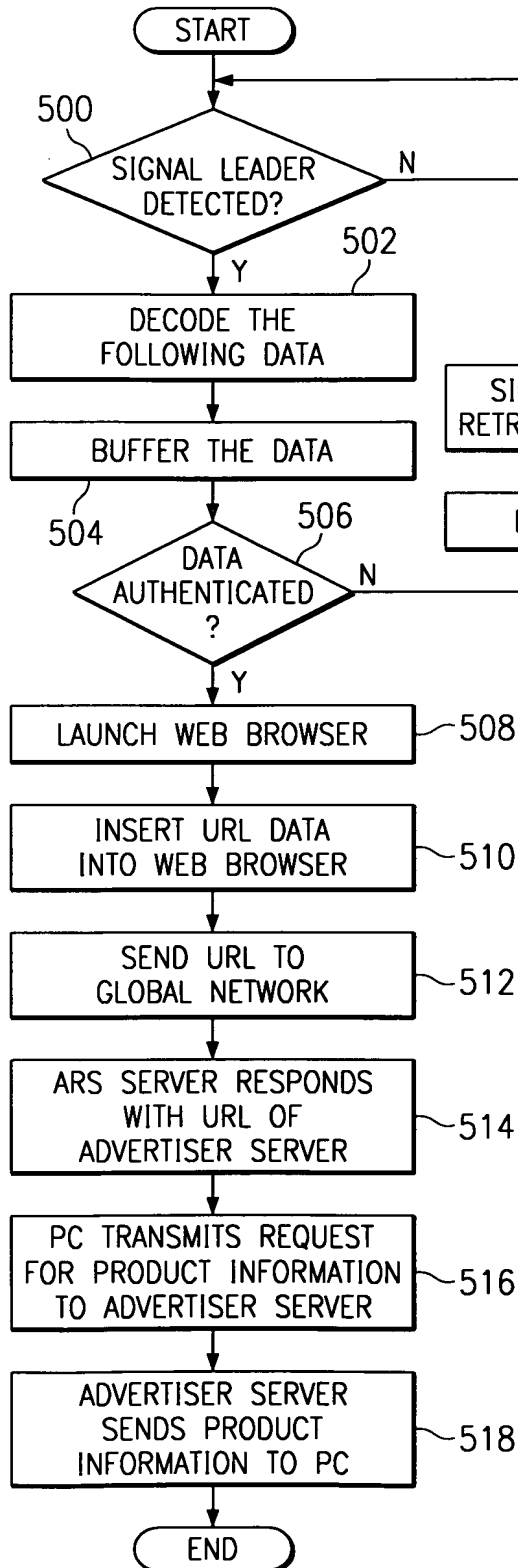 START
500
SIGNAL LEADER
DETECTED?
N
Y
502
DECODE THE
FOLLOWING DATA
SI
RETR
BUFFER THE DATA
504
506
DATA
AUTHENTICATED
?
N
Y
LAUNCH WEB BROWSER
508
INSERT URL DATA
INTO WEB BROWSER
510
SEND URL TO
GLOBAL NETWORK
512
ARS SERVER RESPONDS
WITH URL OF
ADVERTISER SERVER
514
PC TRANSMITS REQUEST
FOR PRODUCT INFORMATION
TO ADVERTISER SERVER
516
ADVERTISER SERVER
SENDS PRODUCT
INFORMATION TO PC
518
END